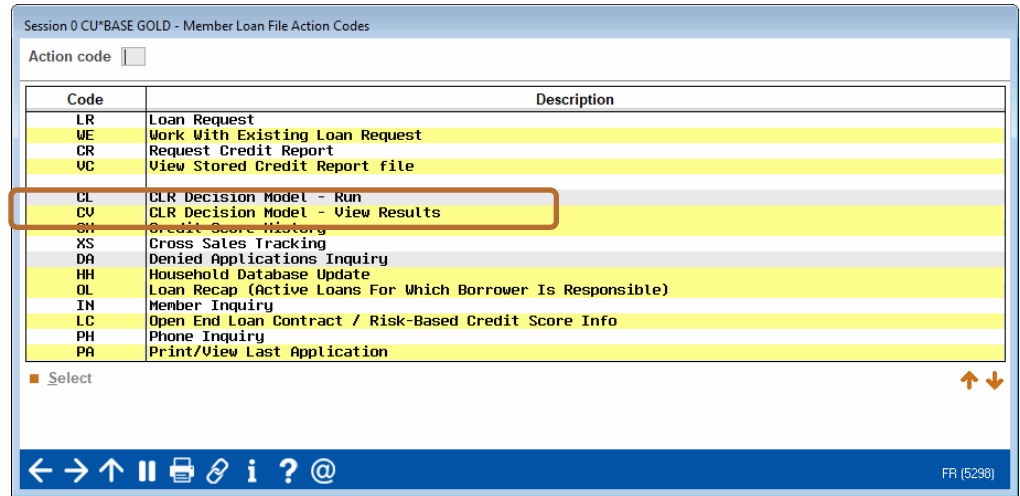 Session 0 CU*BASE GOLD - Member Loan File Action Codes
Action code
Code Description
LR Loan Request
WE Work With Existing Loan Request
CR Request Credit Report
VC View Stored Credit Report file
CL CLR Decision Model - Run
CV CLR Decision Model - View Results
Credit Score History
XS Cross Sales Tracking
DA Denied Applications Inquiry
HH Household Database Update
OL Loan Recap (Active Loans For Which Borrower Is Responsible)
IN Member Inquiry
LC Open End Loan Contract / Risk-Based Credit Score Info
PH Phone Inquiry
PA Print/View Last Application
Select
FR (5298)